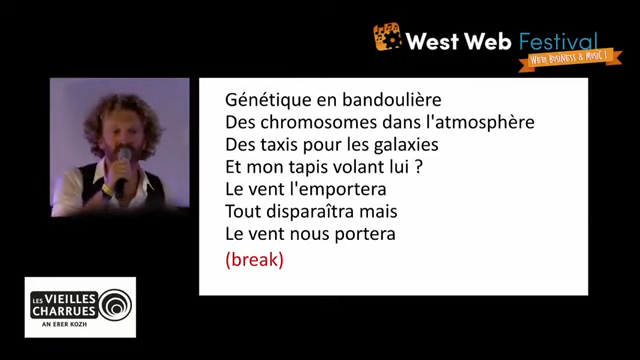 West Web Festival
WEB, BUSINESS & MUSIC !
Génétique en bandoulière
Des chromosomes dans l'atmosphère
Des taxis pour les galaxies
Et mon tapis volant lui ?
Le vent l'emportera
Tout disparaîtra mais
Le vent nous portera
(break)
LES VIEILLES
CHARRUES
AN ERER KOZH